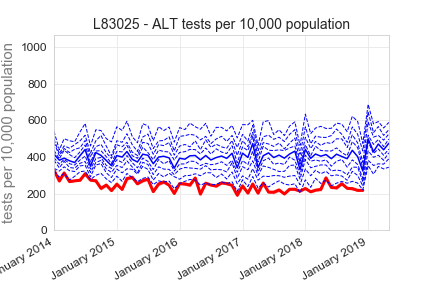 L83025 - ALT tests per 10,000 population
tests per 10,000 population
1000
800
600
400
200
0
nuary 2014
January 2015
January 2016
January 2017
January 2018
January 2019